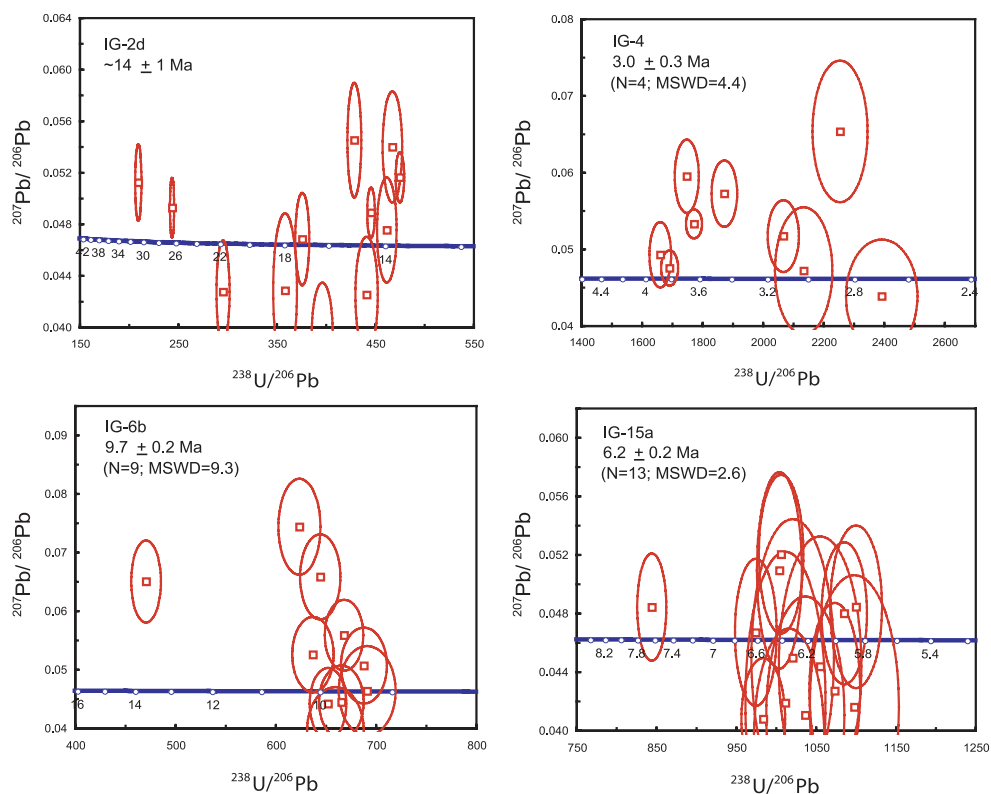 IG-2d
~14 ± 1 Ma
0.064
0.060
0.056
0.052
0.048
0.044
0.040
207Pb/ 206Pb
42 38 34 30 26 22 18 14
150 250 350 450 550
238U/206Pb
IG-4
3.0 ± 0.3 Ma
(N=4; MSWD=4.4)
0.08
0.07
0.06
0.05
0.04
207Pb/ 206Pb
4.4 4 3.6 3.2 2.8 2.4
1400 1600 1800 2000 2200 2400 2600
238U/206Pb
IG-6b
9.7 ± 0.2 Ma
(N=9; MSWD=9.3)
0.09
0.08
0.07
0.06
0.05
0.04
207Pb/ 206Pb
16 14 12 10
400 500 600 700 800
238U/206Pb
IG-15a
6.2 ± 0.2 Ma
(N=13; MSWD=2.6)
0.060
0.056
0.052
0.048
0.044
0.040
207Pb/ 206Pb
8.2 7.8 7.4 7 6.6 6.2 5.8 5.4
750 850 950 1050 1150 1250
238U/206Pb